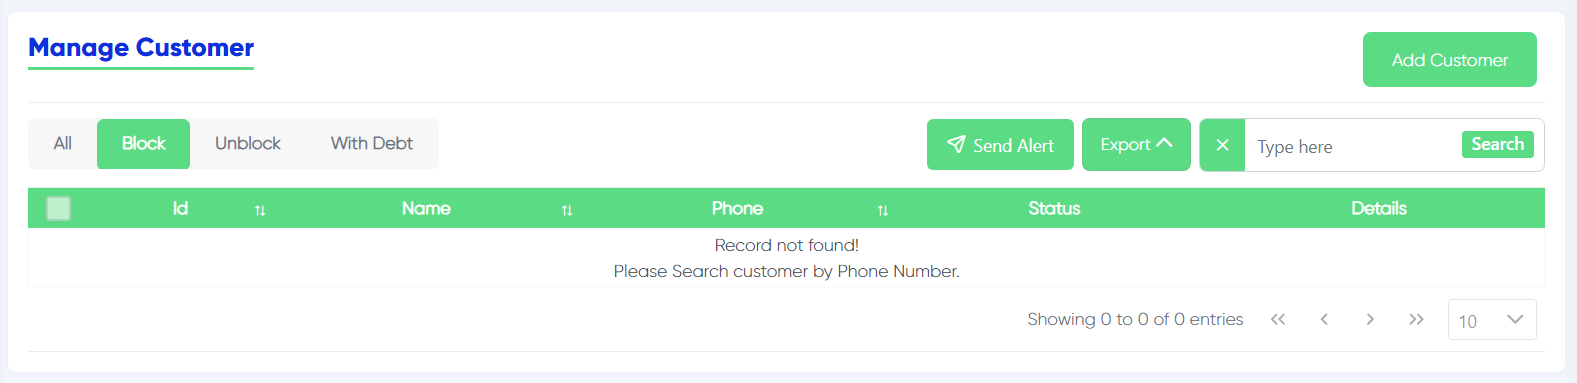 Manage Customer
Add Customer
All Block Unblock With Debt Send Alert Export Type here Search
Id Name Phone Status Details
Record not found!
Please Search customer by Phone Number.
Showing 0 to 0 of 0 entries 10